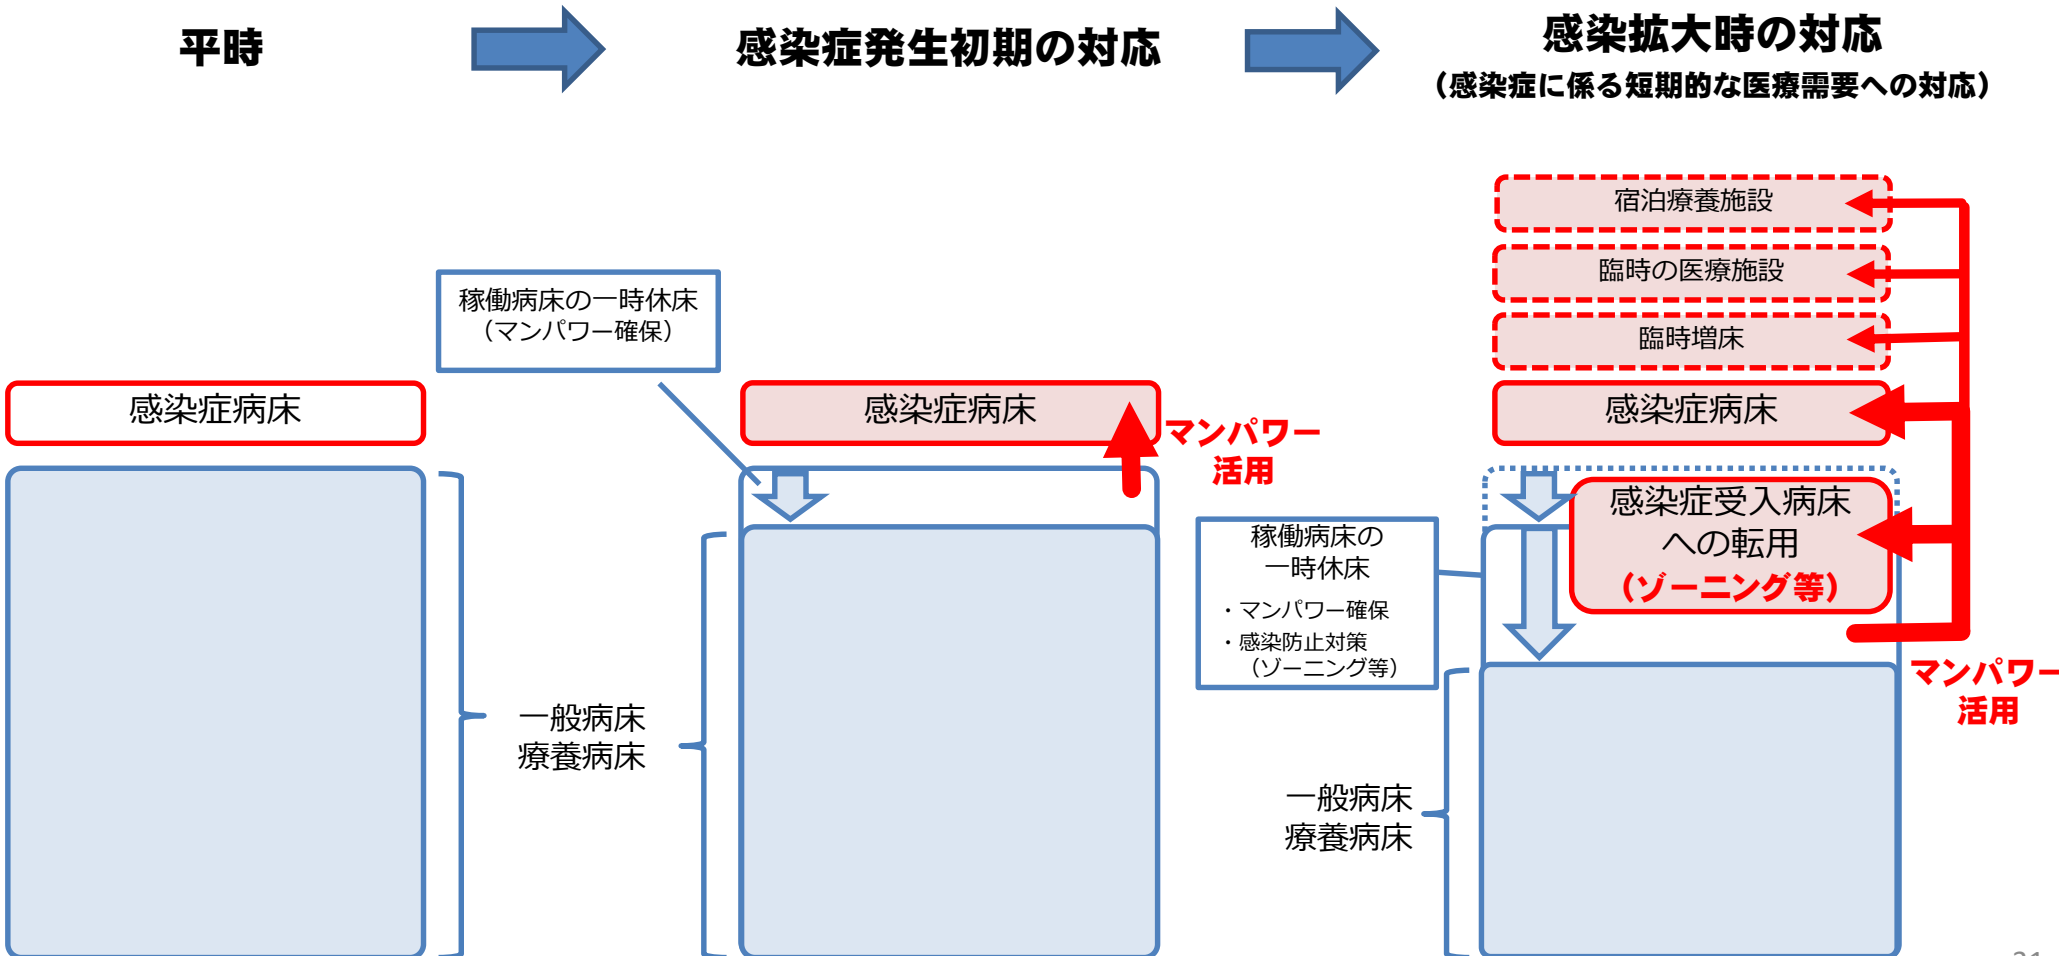 平時
感染症発生初期の対応
感染拡大時の対応
（感染症に係る短期的な医療需要への対応）
感染症病床
稼働病床の一時休床
（マンパワー確保）
一般病床
療養病床
感染症病床
マンパワー
活用
宿泊療養施設
臨時の医療施設
臨時増床
感染症病床
感染症受入病床
への転用
（ゾーニング等）
稼働病床の
一時休床
・マンパワー確保
・感染防止対策
（ゾーニング等）
マンパワー
活用
一般病床
療養病床